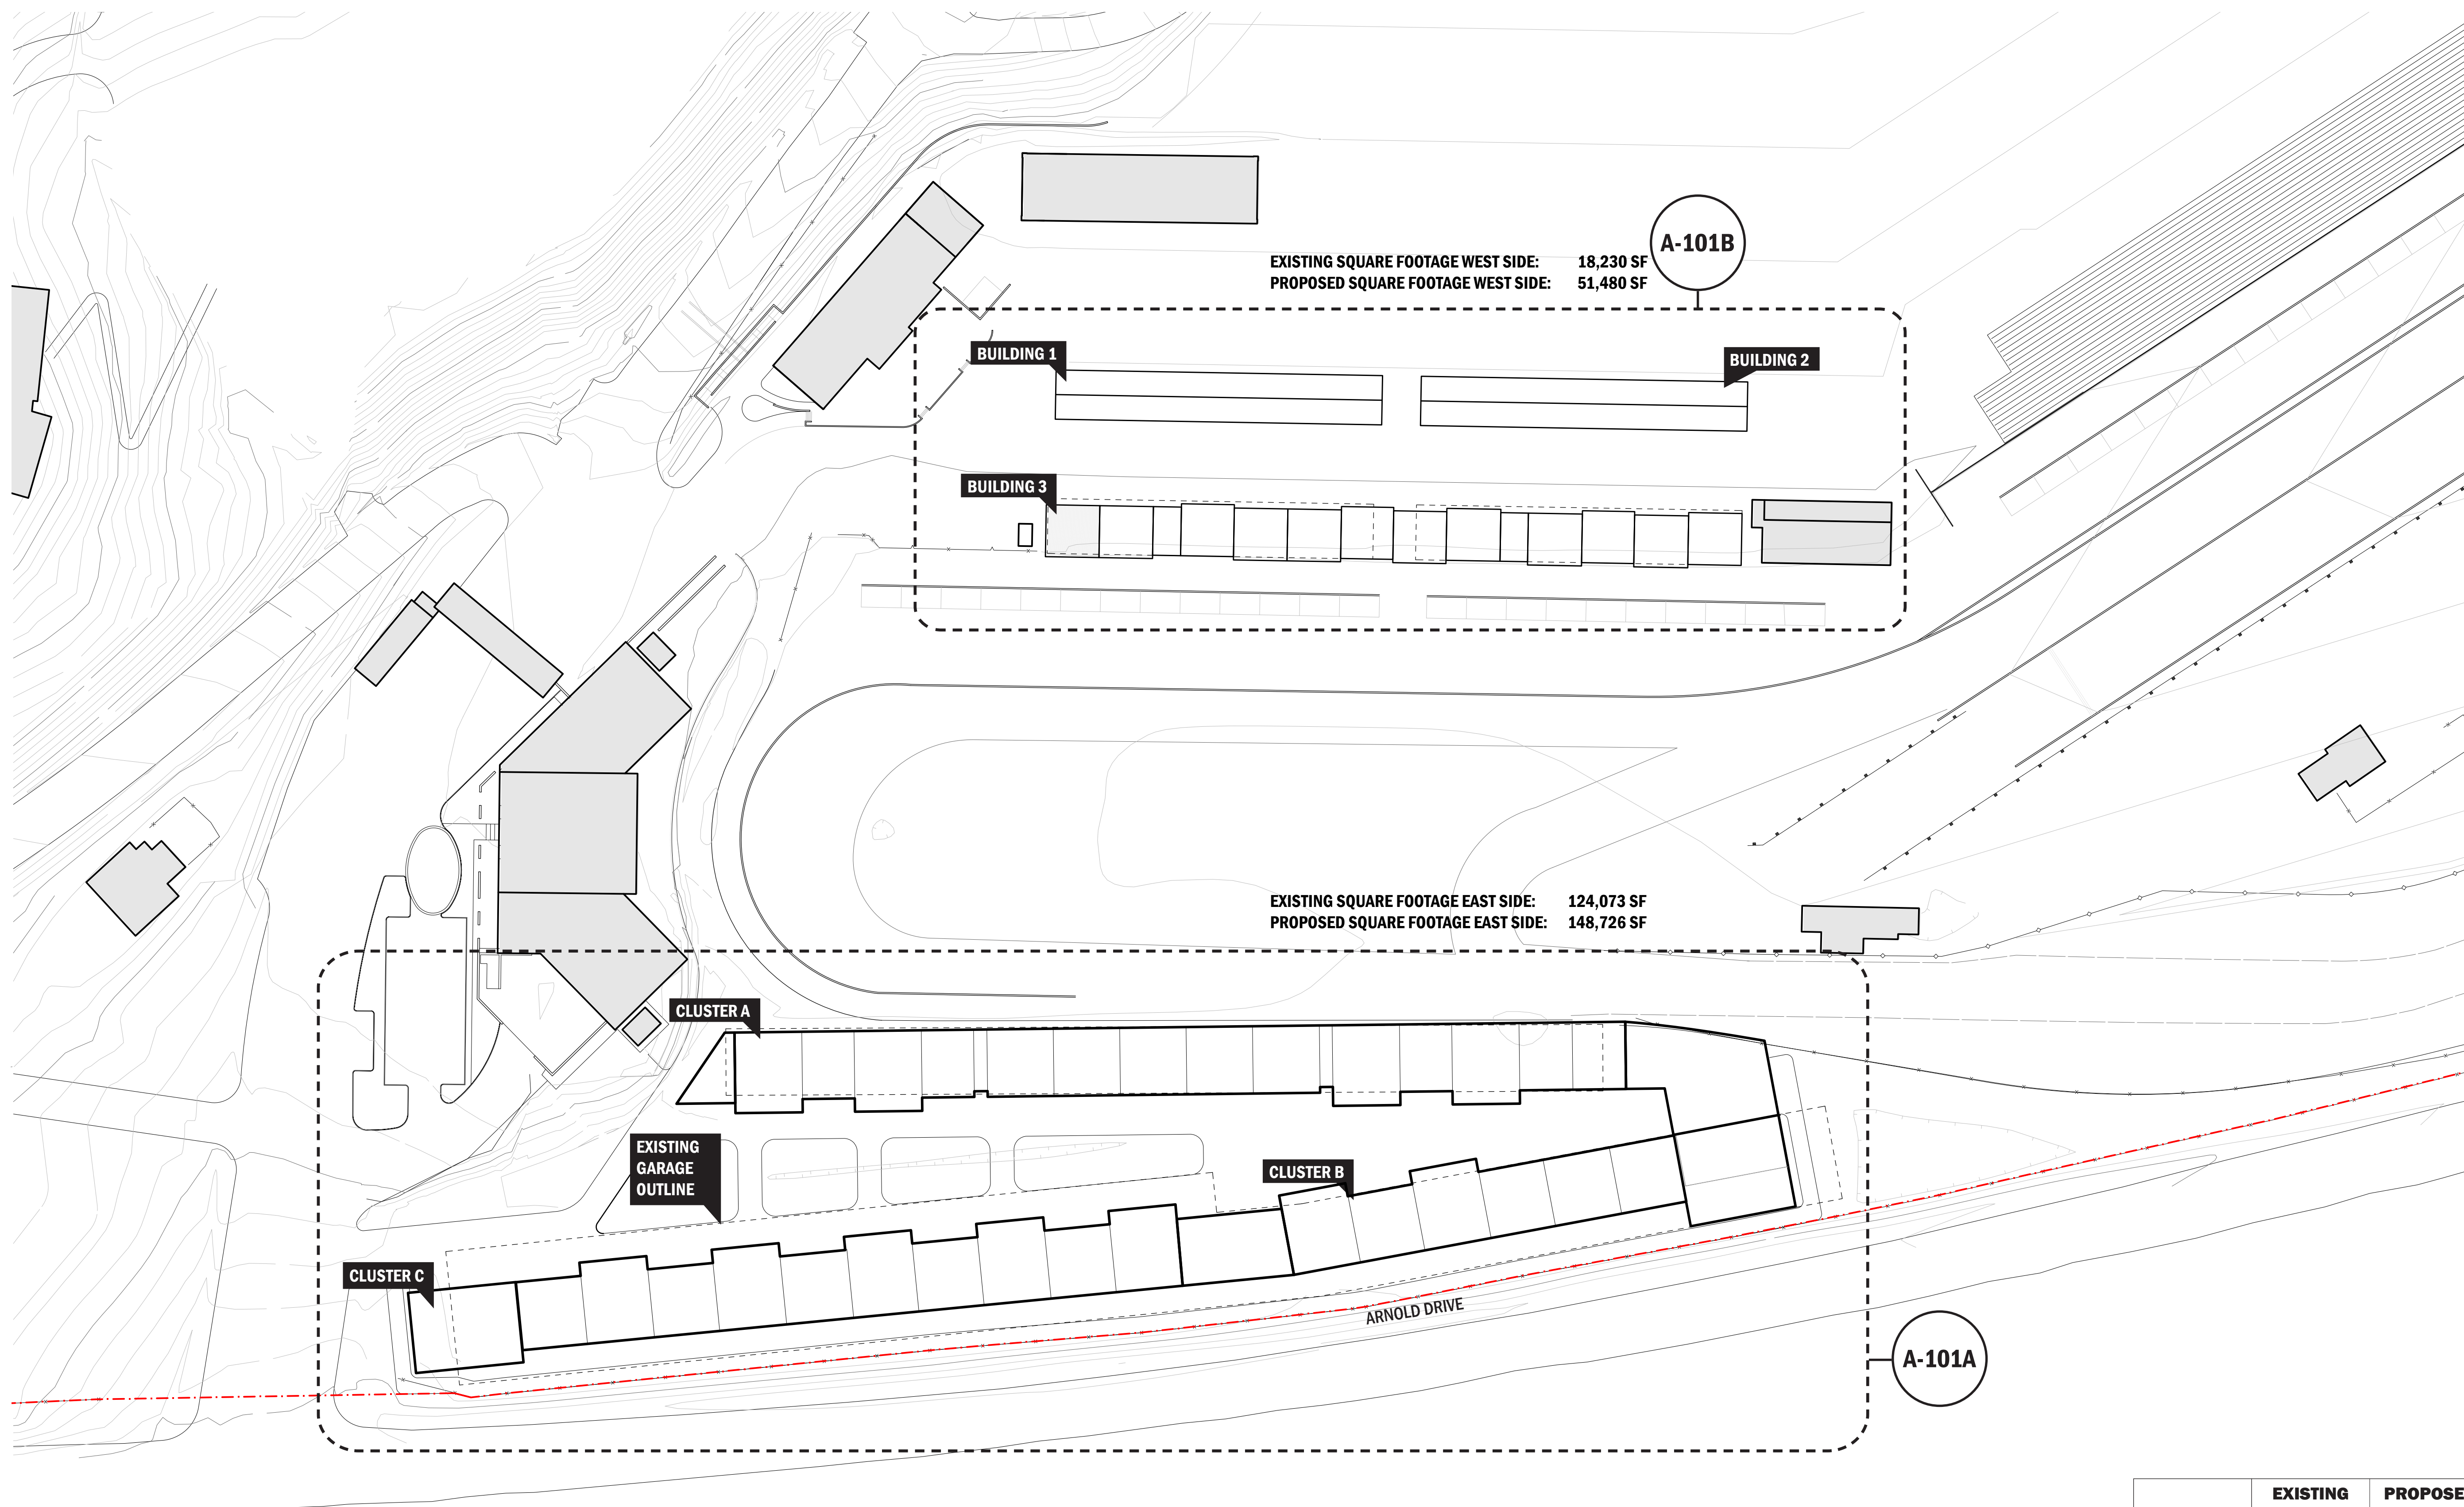 A-101B
EXISTING SQUARE FOOTAGE WEST SIDE: 18,230 SF
PROPOSED SQUARE FOOTAGE WEST SIDE: 51,480 SF
BUILDING 1
BUILDING 2
BUILDING 3
EXISTING SQUARE FOOTAGE EAST SIDE: 124,073 SF
PROPOSED SQUARE FOOTAGE EAST SIDE: 148,726 SF
CLUSTER A
EXISTING
GARAGE
OUTLINE
CLUSTER B
CLUSTER C
ARNOLD DRIVE
A-101A
EXISTING PROPOSE